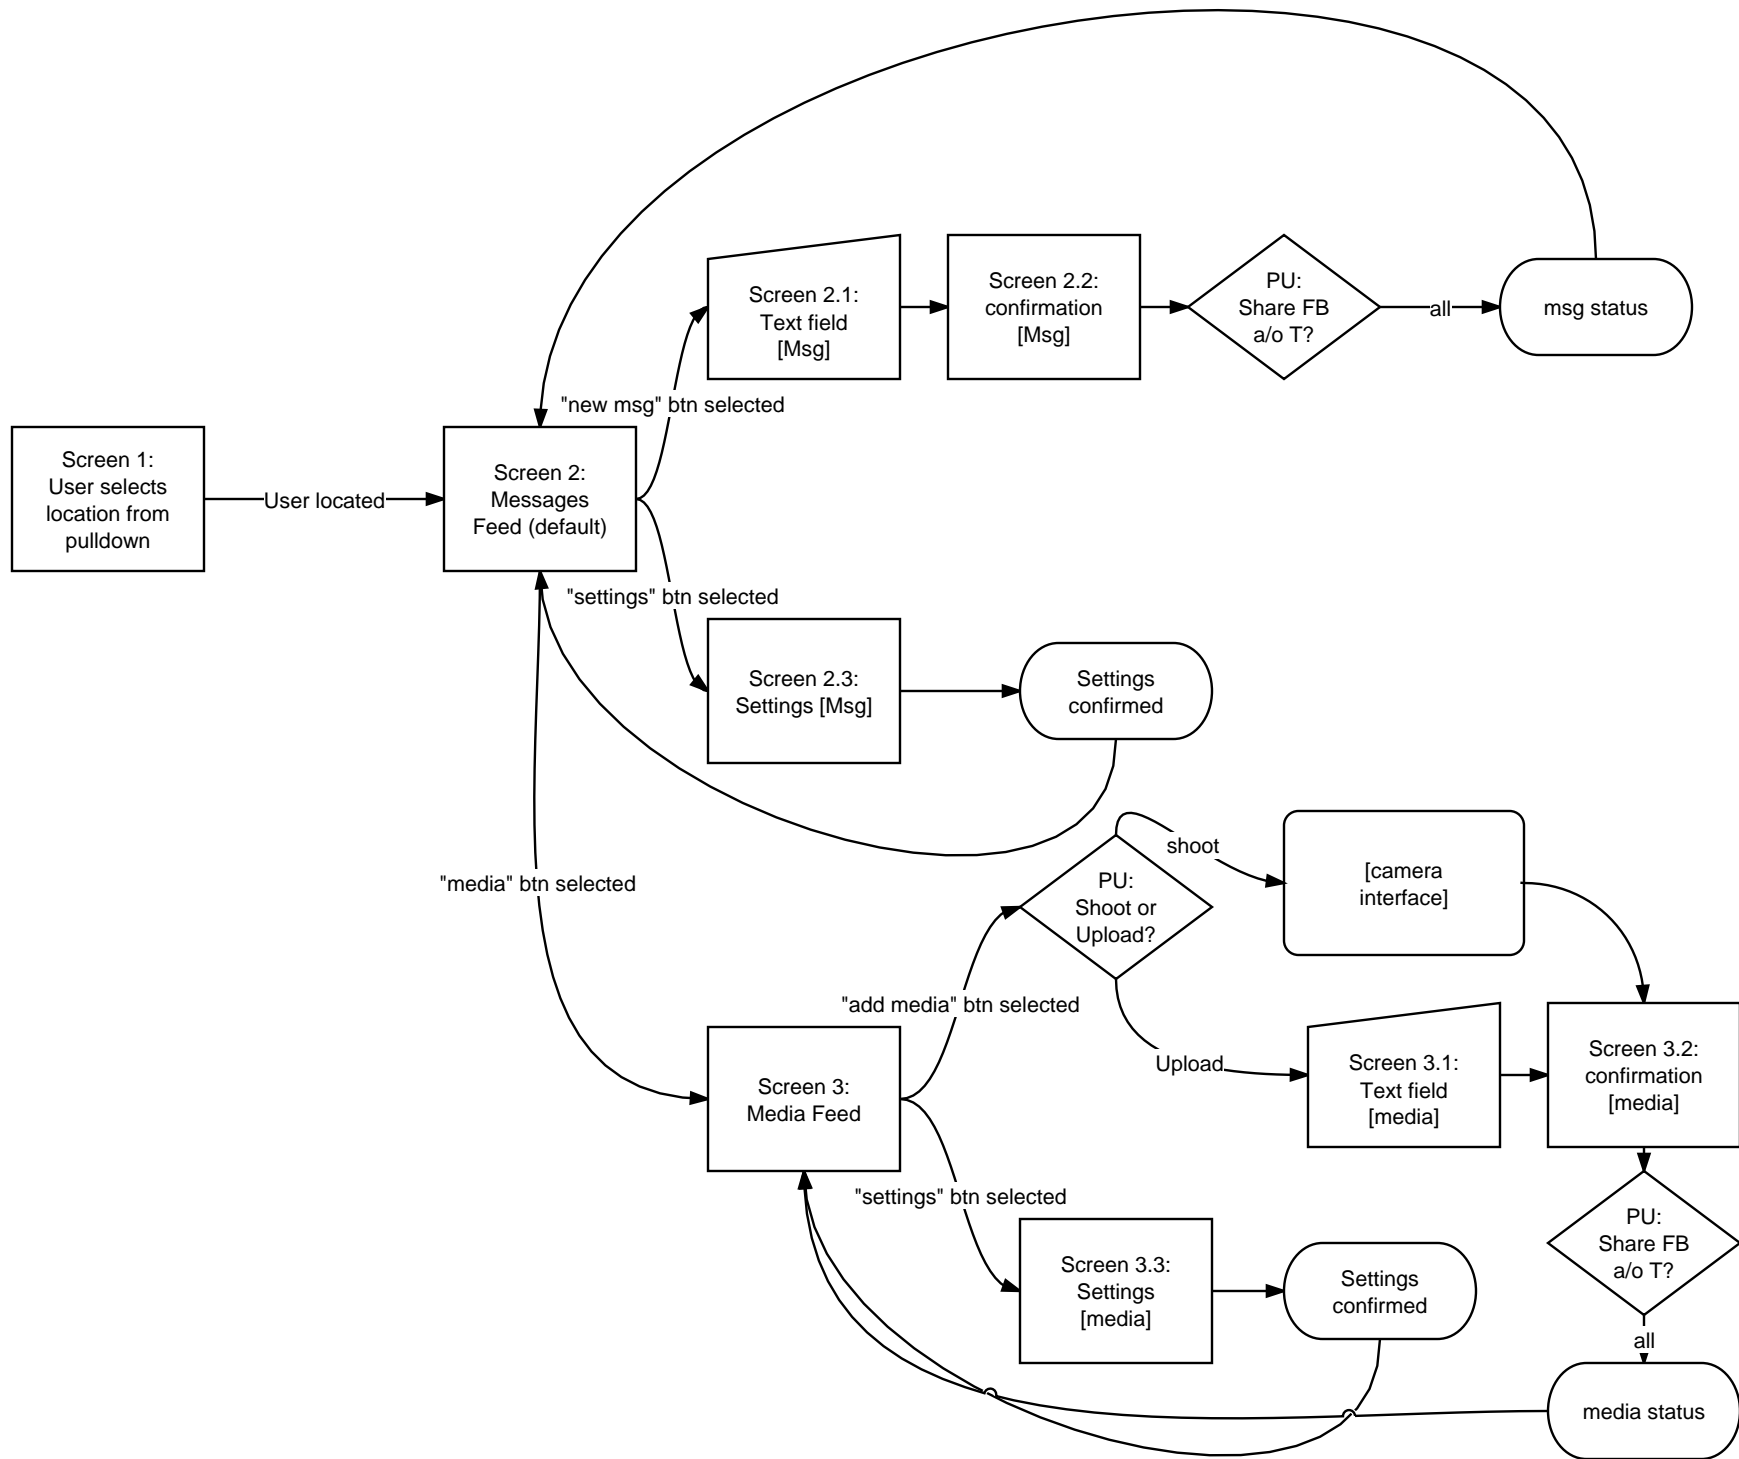 Screen 2.1:
Text field
[Msg]
Screen 2.2:
confirmation
[Msg]
PU:
Share FB
a/o T?
all
msg status
"new msg" btn selected
Screen 1:
User selects
location from
pulldown
User located
Screen 2:
Messages
Feed (default)
"settings" btn selected
Screen 2.3:
Settings [Msg]
Settings
confirmed
"media" btn selected
PU:
Shoot or
Upload?
shoot
[camera
interface]
"add media" btn selected
Upload
Screen 3.1:
Text field
[media]
Screen 3.2:
confirmation
[media]
Screen 3:
Media Feed
"settings" btn selected
Screen 3.3:
Settings
[media]
Settings
confirmed
PU:
Share FB
a/o T?
all
media status